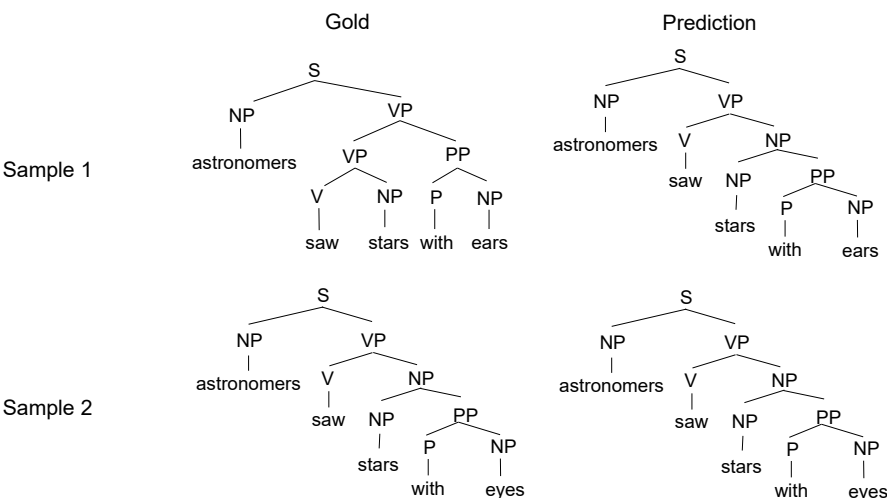 Gold Prediction
S S
NP VP NP VP
astronomers VP PP astronomers V NP
V NP P NP saw NP PP
saw stars with ears stars P NP
with ears
Sample 1
S S
NP VP NP VP
astronomers V NP astronomers V NP
saw NP PP saw NP PP
stars P NP stars P NP
with eyes with eyes
Sample 2